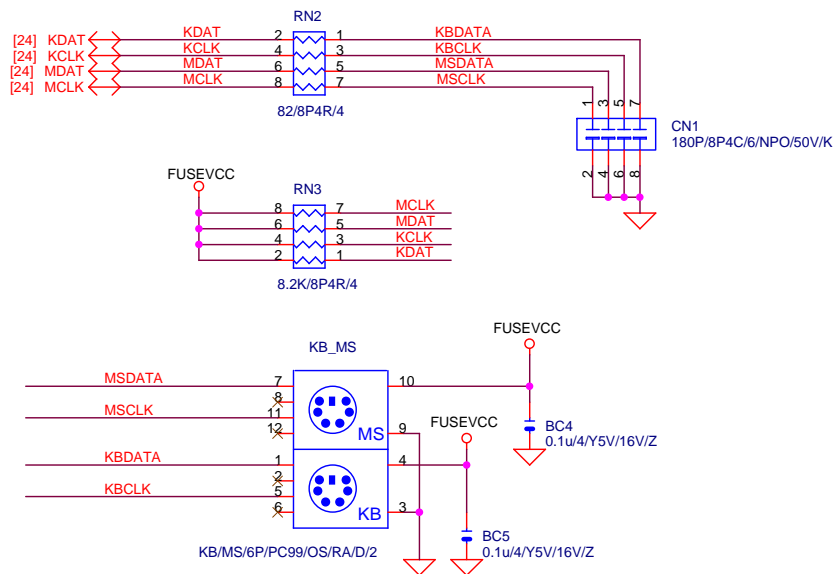 RN2
[24] KDAT KDAT 2 1 KBDATA
[24] KCLK KCLK 4 3 KBCLK
[24] MDAT MDAT 6 5 MSDATA
[24] MCLK MCLK 8 7 MSCLK
82/8P4R/4
1 3 5 7
CN1
180P/8P4C/6/NPO/50V/K
2 4 6 8
FUSEVCC
RN3
8 7 MCLK
6 5 MDAT
4 3 KCLK
2 1 KDAT
8.2K/8P4R/4
FUSEVCC
KB_MS
MSDATA 7 10
8
MSCLK 11
12 MS 9
FUSEVCC
BC4
0.1u/4/Y5V/16V/Z
KBDATA 1 4
2
KBCLK 5
6 KB 3
BC5
0.1u/4/Y5V/16V/Z
KB/MS/6P/PC99/OS/RA/D/2